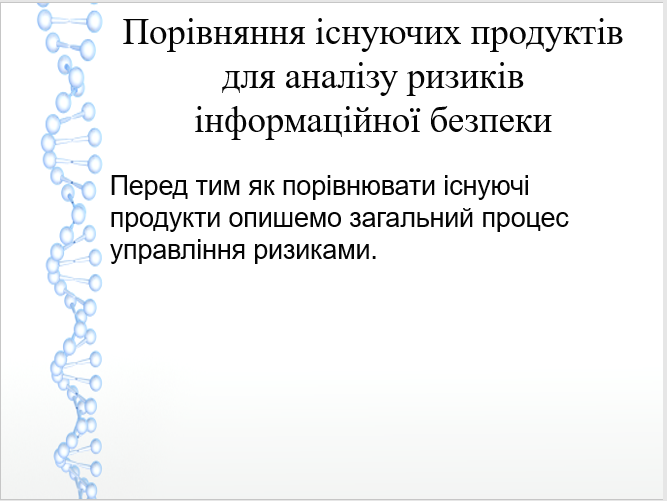 Порівняння існуючих продуктів
для аналізу ризиків
інформаційної безпеки
Перед тим як порівнювати існуючі
продукти опишемо загальний процес
управління ризиками.